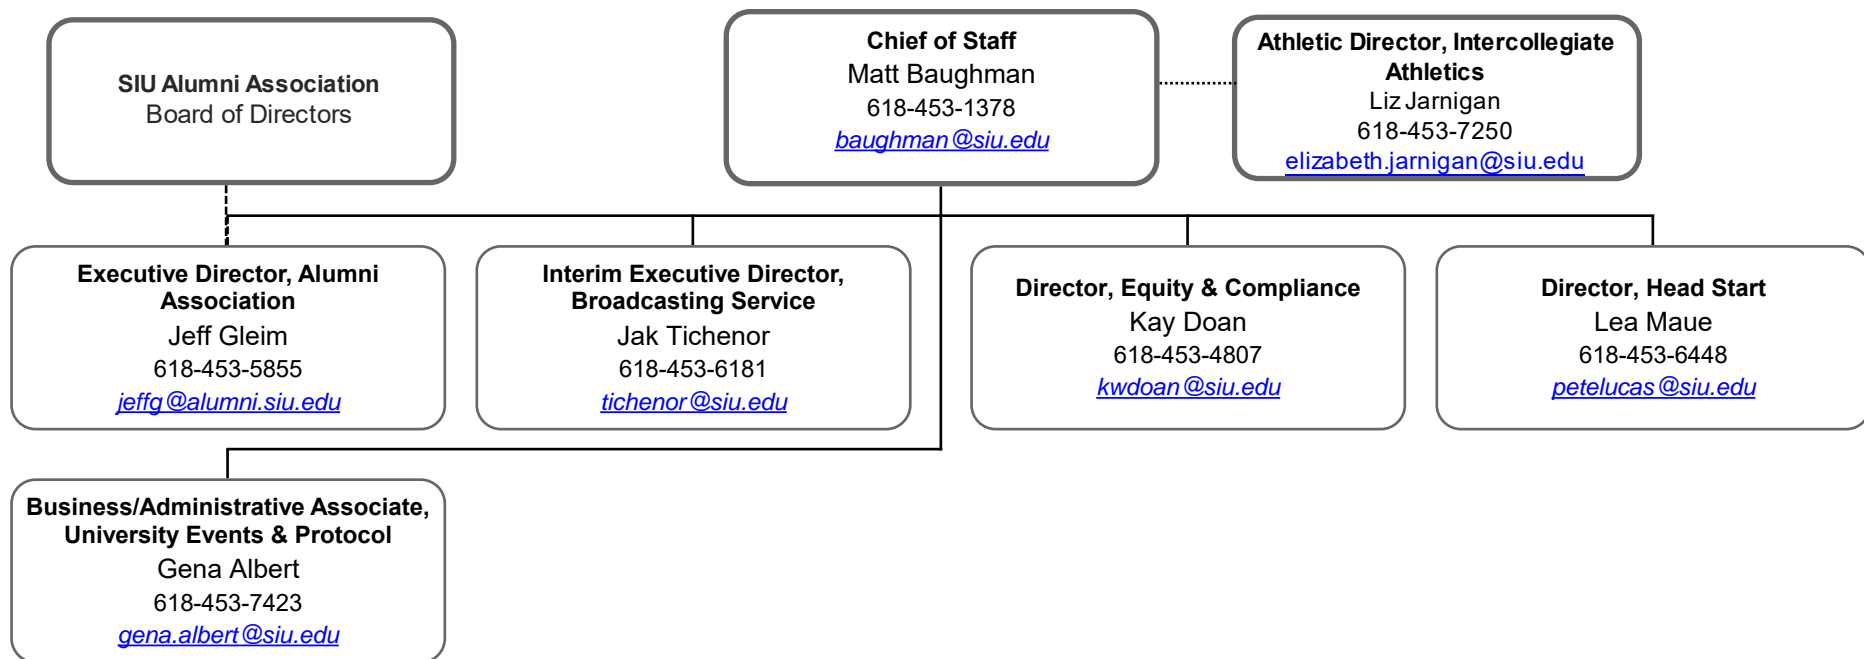 SIU Alumni Association
Board of Directors
Chief of Staff
Matt Baughman
618-453-1378
baughman@siu.edu
Athletic Director, Intercollegiate
Athletics
Liz Jarnigan
618-453-7250
elizabeth.jarnigan@siu.edu
Executive Director, Alumni
Association
Jeff Gleim
618-453-5855
jeffg@alumni.siu.edu
Interim Executive Director,
Broadcasting Service
Jak Tichenor
618-453-6181
tichenor@siu.edu
Director, Equity & Compliance
Kay Doan
618-453-4807
kwdoan@siu.edu
Director, Head Start
Lea Maue
618-453-6448
petelucas@siu.edu
Business/Administrative Associate,
University Events & Protocol
Gena Albert
618-453-7423
gena.albert@siu.edu